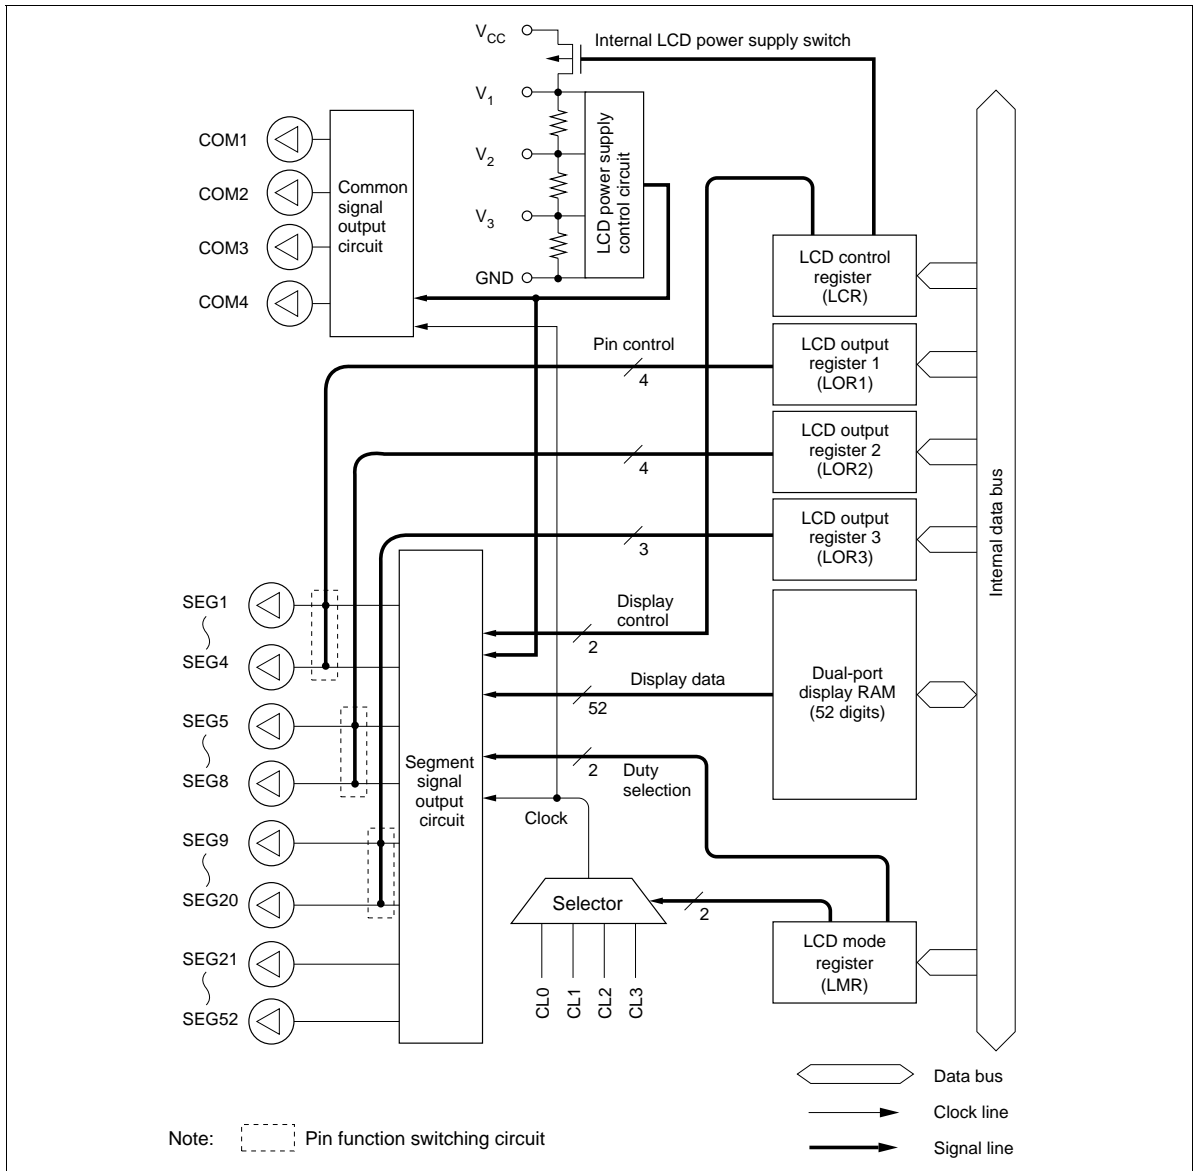 VCC
Internal LCD power supply switch
V1
V2
V3
GND
LCD power supply
control circuit
COM1
COM2
COM3
COM4
Common
signal
output
circuit
LCD control
register
(LCR)
Pin control
4
LCD output
register 1
(LOR1)
4
LCD output
register 2
(LOR2)
3
LCD output
register 3
(LOR3)
Internal data bus
SEG1
SEG4
SEG5
SEG8
SEG9
SEG20
SEG21
SEG52
Segment
signal
output
circuit
Display
control
2
Display data
52
Dual-port
display RAM
(52 digits)
2
Duty
selection
Clock
Selector
2
CL0
CL1
CL2
CL3
LCD mode
register
(LMR)
Data bus
Clock line
Signal line
Note:
Pin function switching circuit